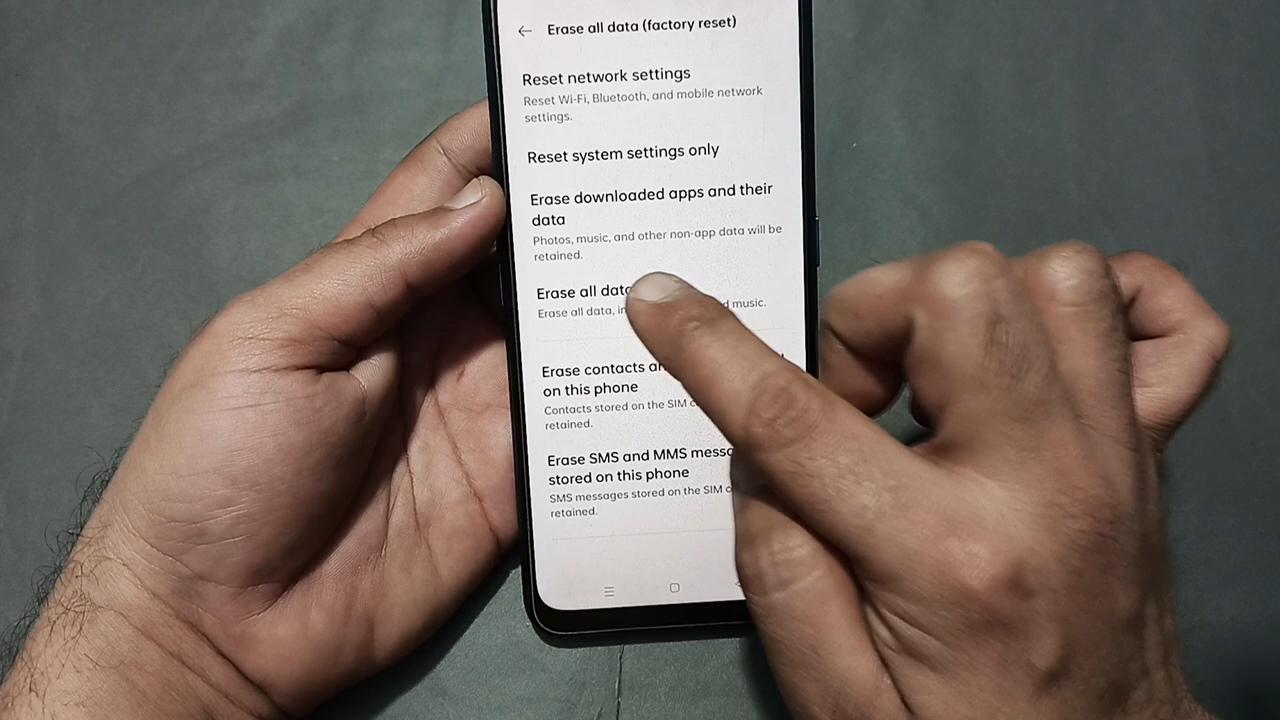 Erase all data (factory reset)
Reset network settings
Reset Wi-Fi, Bluetooth, and mobile network
settings.
Reset system settings only
Erase downloaded apps and their
data
Photos, music, and other non-app data will be
retained.
Erase all data
Erase all data, in d music.
Erase contacts
on this phone
Contacts stored on the SIM
retained.
Erase SMS and MMS
stored on this phone
SMS messages stored on the SIM
retained.